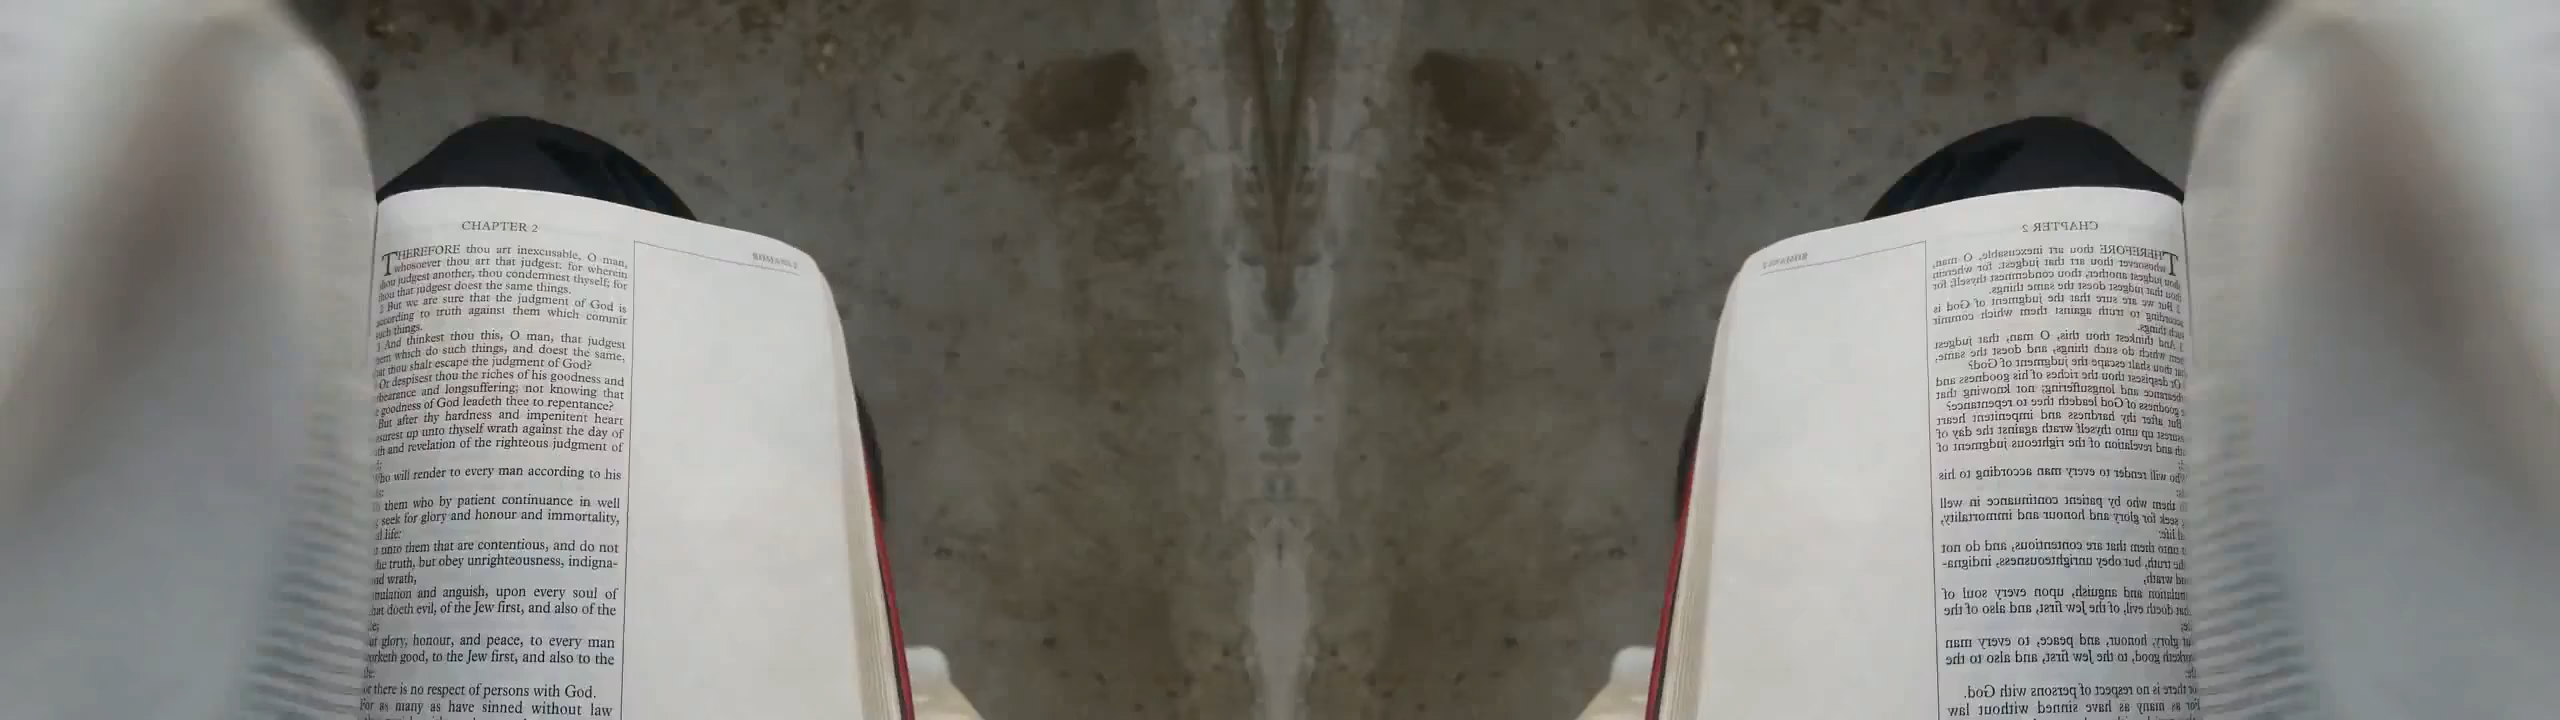 CHAPTER 2
THEREFORE thou art inexcusable, O man,
whosoever thou art that judgest: for wherein
thou judgest another, thou condemnest thyself; for
thou that judgest doest the same things.
2 But we are sure that the judgment of God is
according to truth against them which commit
such things.
3 And thinkest thou this, O man, that judgest
them which do such things, and doest the same,
thou shalt escape the judgment of God?
Or despisest thou the riches of his goodness and
and longsuffering; not knowing that
goodness of God leadeth thee to repentance?
But after thy hardness and impenitent heart
up unto thyself wrath against the day of
and revelation of the righteous judgment of
who will render to every man according to his
them who by patient continuance in well
seek for glory and honour and immortality,
life:
unto them that are contentious, and do not
the truth, but obey unrighteousness, indigna-
wrath,
and anguish, upon every soul of
that doeth evil, of the Jew first, and also of the
glory, honour, and peace, to every man
good, to the Jew first, and also to the
there is no respect of persons with God.
For as many as have sinned without law
ROMANS 2